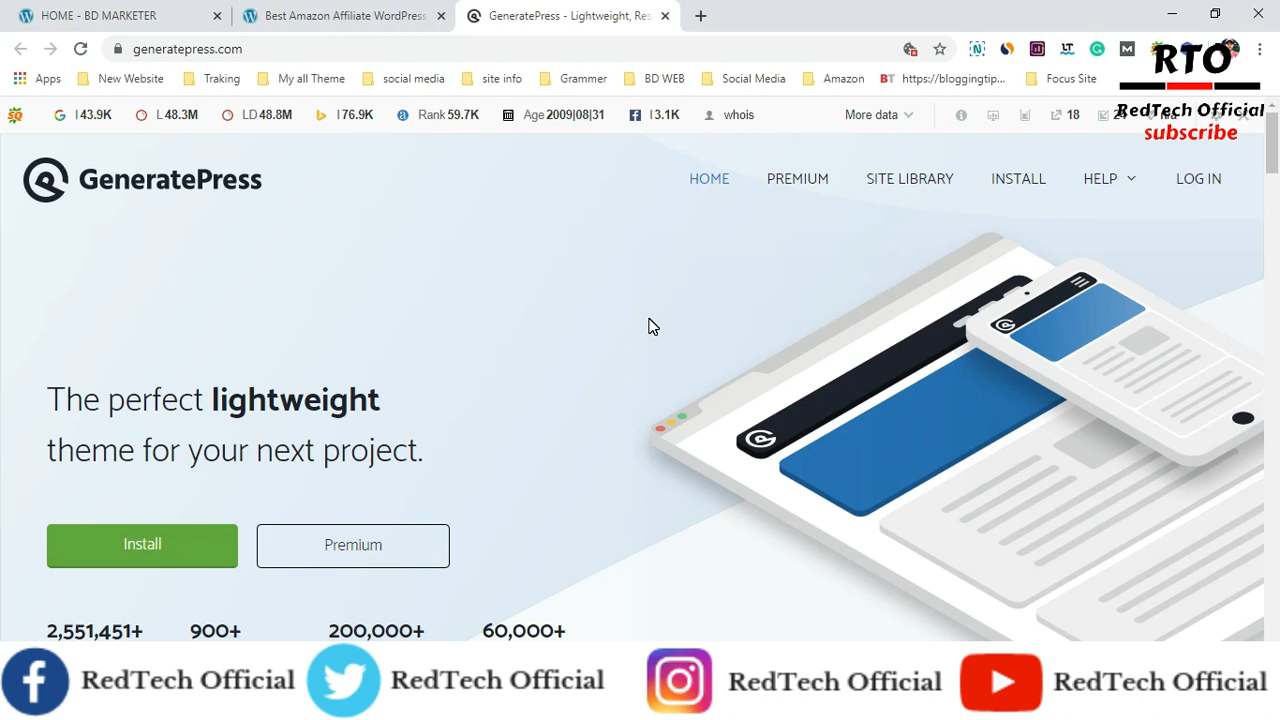 HOME - BD MARKETER
Best Amazon Affiliate WordPress
GeneratePress - Lightweight, Res
generatepress.com
Apps New Website Traking My all Theme social media site info Grammer BD WEB Social Media Amazon BT https://bloggingtip... Focus Site
RTO
RedTech Official
subscribe
I 43.9K L 48.3M LD 48.8M I 76.9K Rank 59.7K Age 2009|08|31 I 3.1K whois More data 18
GeneratePress
HOME PREMIUM SITE LIBRARY INSTALL HELP LOG IN
The perfect lightweight
theme for your next project.
Install Premium
2,551,451+ 900+ 200,000+ 60,000+
RedTech Official RedTech Official RedTech Official RedTech Official